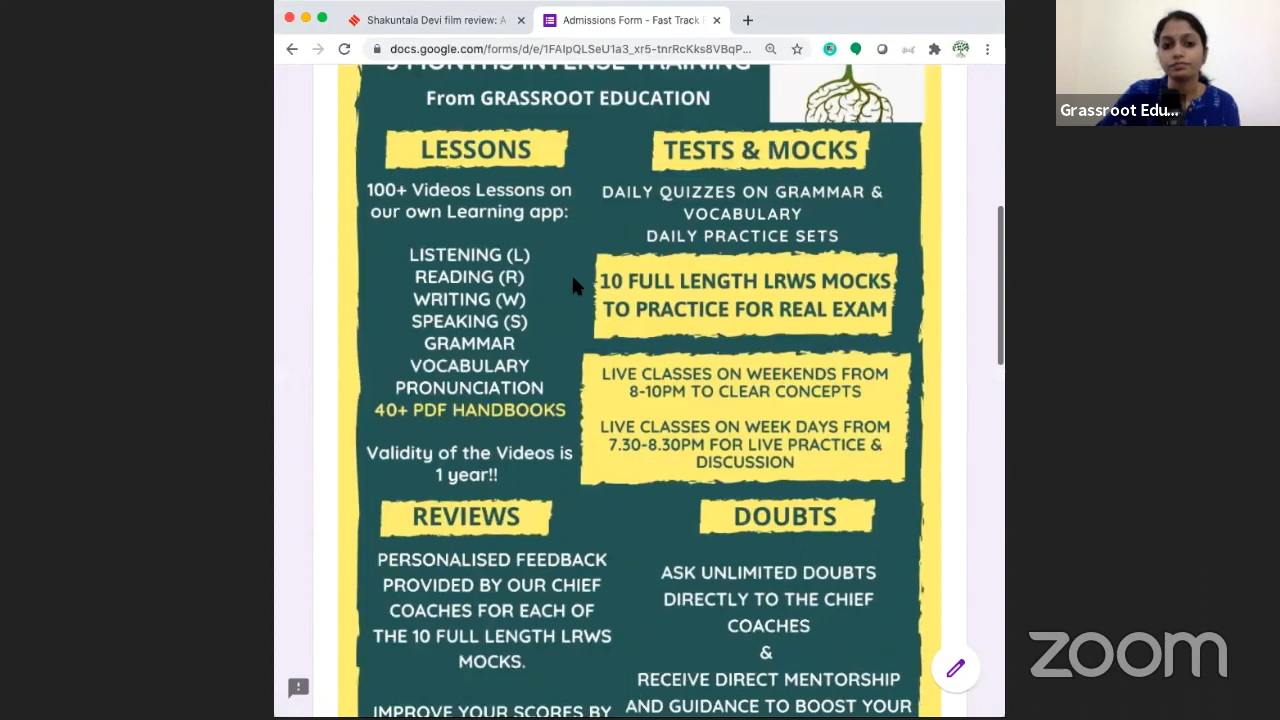 Shakuntala Devi film review: A
Admissions Form - Fast Track
docs.google.com/forms/d/e/1FAIpQLSeU1a3_xr5-tnrRcKks8VBqP...
Grassroot Edu...
3 MONTHS INTENSE TRAINING
From GRASSROOT EDUCATION
LESSONS
100+ Videos Lessons on
our own Learning app:
LISTENING (L)
READING (R)
WRITING (W)
SPEAKING (S)
GRAMMAR
VOCABULARY
PRONUNCIATION
40+ PDF HANDBOOKS
Validity of the Videos is
1 year!!
TESTS & MOCKS
DAILY QUIZZES ON GRAMMAR &
VOCABULARY
DAILY PRACTICE SETS
10 FULL LENGTH LRWS MOCKS
TO PRACTICE FOR REAL EXAM
LIVE CLASSES ON WEEKENDS FROM
8-10PM TO CLEAR CONCEPTS
LIVE CLASSES ON WEEK DAYS FROM
7.30-8.30PM FOR LIVE PRACTICE &
DISCUSSION
REVIEWS
PERSONALISED FEEDBACK
PROVIDED BY OUR CHIEF
COACHES FOR EACH OF
THE 10 FULL LENGTH LRWS
MOCKS.
IMPROVE YOUR SCORES BY
DOUBTS
ASK UNLIMITED DOUBTS
DIRECTLY TO THE CHIEF
COACHES
&
RECEIVE DIRECT MENTORSHIP
AND GUIDANCE TO BOOST YOUR
zoom